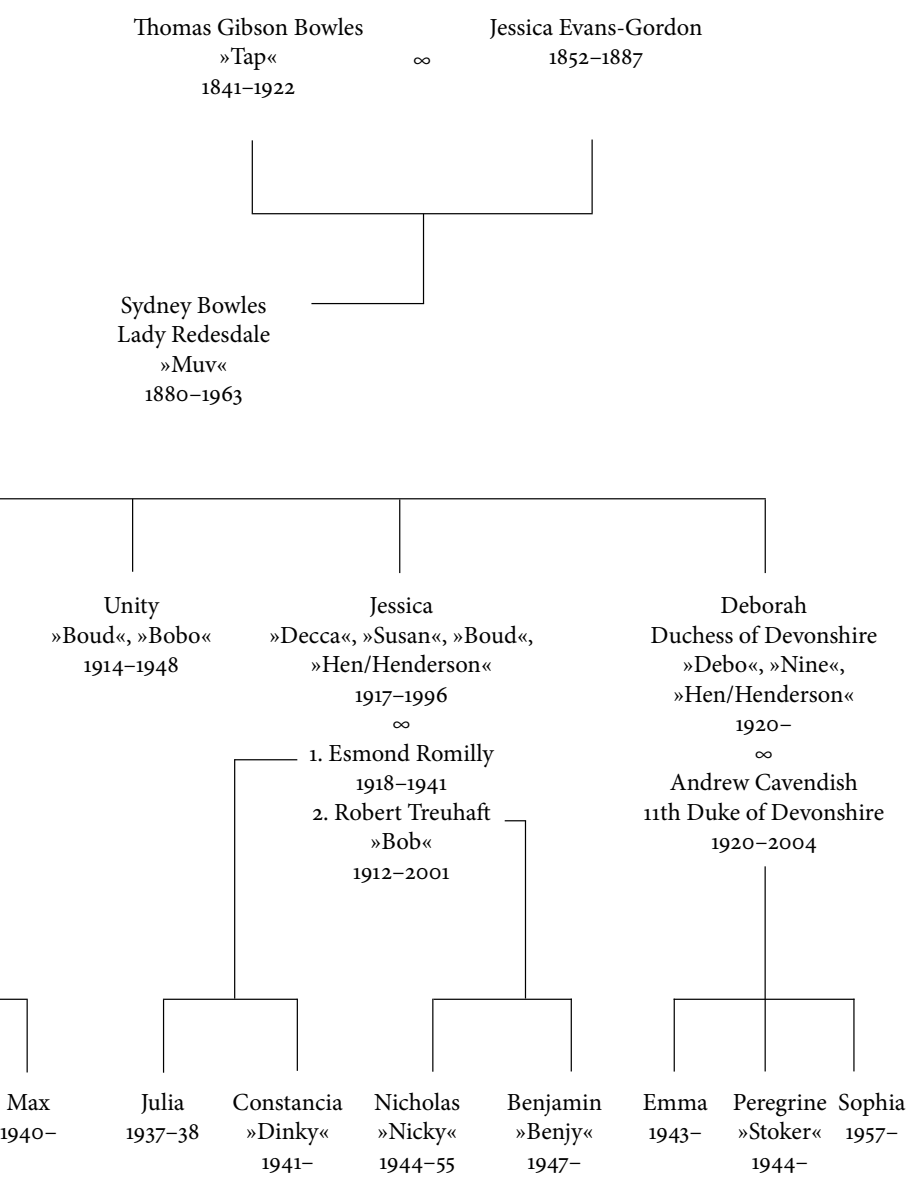 Thomas Gibson Bowles
»Tap«
1841–1922
∞
Jessica Evans-Gordon
1852–1887
Sydney Bowles
Lady Redesdale
»Muv«
1880–1963
Unity
»Boud«, »Bobo«
1914–1948
Jessica
»Decca«, »Susan«, »Boud«,
»Hen/Henderson«
1917–1996
∞
1. Esmond Romilly
1918–1941
2. Robert Treuhaft
»Bob«
1912–2001
Deborah
Duchess of Devonshire
»Debo«, »Nine«,
»Hen/Henderson«
1920–
∞
Andrew Cavendish
11th Duke of Devonshire
1920–2004
Max
1940–
Julia
1937–38
Constancia
»Dinky«
1941–
Nicholas
»Nicky«
1944–55
Benjamin
»Benjy«
1947–
Emma
1943–
Peregrine
»Stoker«
1944–
Sophia
1957–